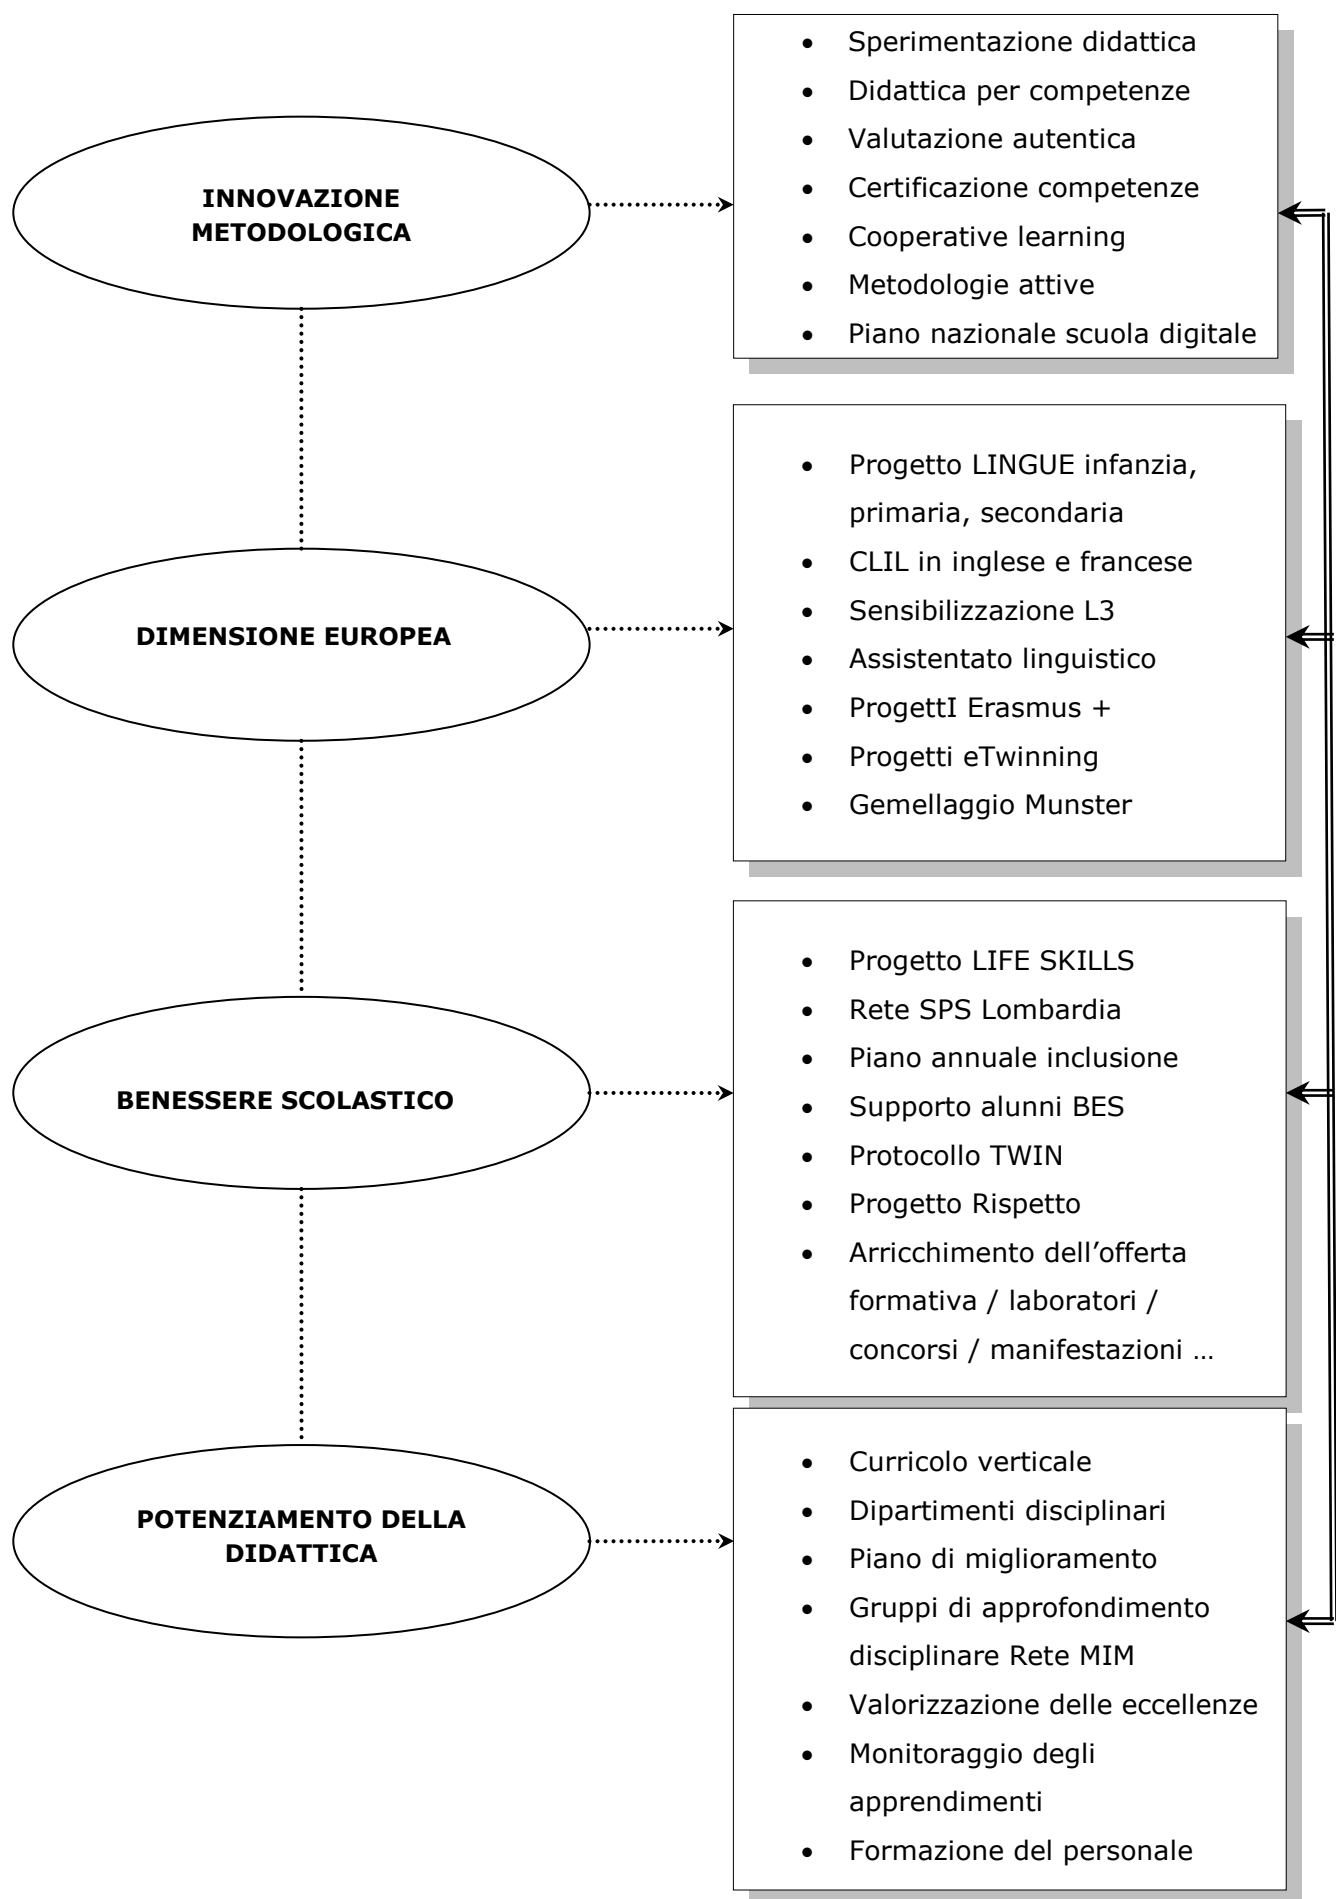 INNOVAZIONE
METODOLOGICA
• Sperimentazione didattica
• Didattica per competenze
• Valutazione autentica
• Certificazione competenze
• Cooperative learning
• Metodologie attive
• Piano nazionale scuola digitale
DIMENSIONE EUROPEA
• Progetto LINGUE infanzia,
primaria, secondaria
• CLIL in inglese e francese
• Sensibilizzazione L3
• Assistentato linguistico
• ProgettI Erasmus +
• Progetti eTwinning
• Gemellaggio Munster
BENESSERE SCOLASTICO
• Progetto LIFE SKILLS
• Rete SPS Lombardia
• Piano annuale inclusione
• Supporto alunni BES
• Protocollo TWIN
• Progetto Rispetto
• Arricchimento dell’offerta
formativa / laboratori /
concorsi / manifestazioni …
POTENZIAMENTO DELLA
DIDATTICA
• Curricolo verticale
• Dipartimenti disciplinari
• Piano di miglioramento
• Gruppi di approfondimento
disciplinare Rete MIM
• Valorizzazione delle eccellenze
• Monitoraggio degli
apprendimenti
• Formazione del personale